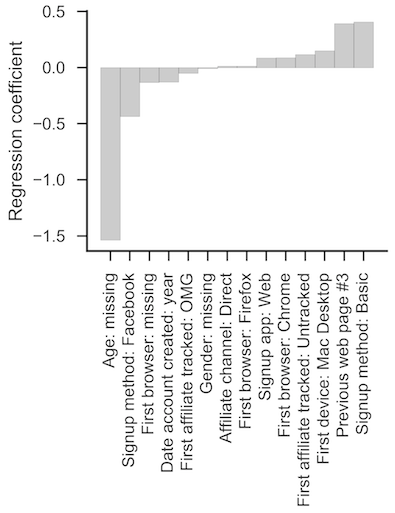 Regression coefficient
0.5
0.0
−0.5
−1.0
−1.5
Age: missing
Signup method: Facebook
First browser: missing
Date account created: year
First affiliate tracked: OMG
Gender: missing
Affiliate channel: Direct
First browser: Firefox
Signup app: Web
First browser: Chrome
First affiliate tracked: Untracked
First device: Mac Desktop
Previous web page #3
Signup method: Basic